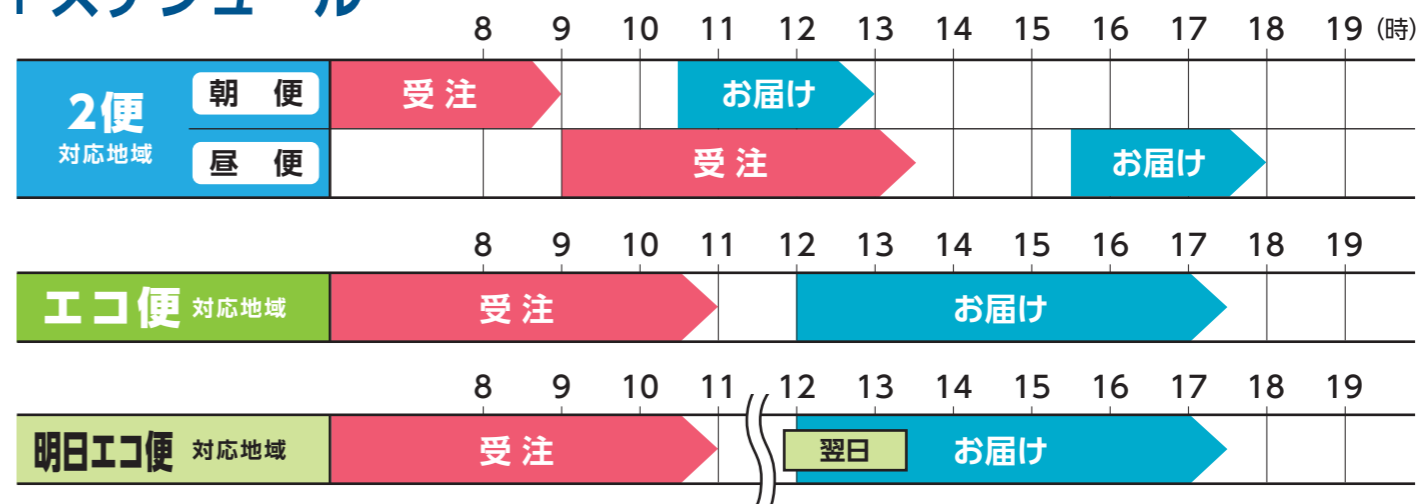 スケジュール
8 9 10 11 12 13 14 15 16 17 18 19 (時)
2便
対応地域
朝 便
受注
お届け
昼 便
受注
お届け
8 9 10 11 12 13 14 15 16 17 18 19
エコ便 対応地域
受注
お届け
8 9 10 11 12 13 14 15 16 17 18 19
明日エコ便 対応地域
受注
翌日
お届け